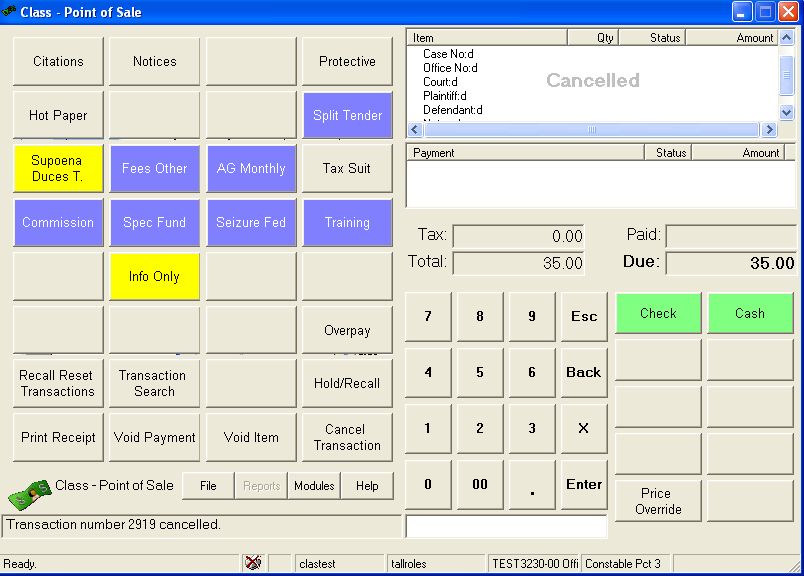 Class - Point of Sale
Citations Notices Protective
Hot Paper Split Tender
Supoena
Duces T.
Fees Other AG Monthly Tax Suit
Commission Spec Fund Seizure Fed Training
Info Only
Overpay
Recall Reset
Transactions
Transaction
Search
Hold/Recall
Print Receipt Void Payment Void Item
Cancel
Transaction
Class - Point of Sale File Reports Modules Help
Transaction number 2919 cancelled.
Item Qty Status Amount
Case No:d
Office No:d
Court:d
Plaintiff:d
Defendant:d
Cancelled
Payment Status Amount
Tax: 0.00 Paid:
Total: 35.00 Due: 35.00
7 8 9 Esc
4 5 6 Back
1 2 3 X
0 00 . Enter
Check Cash
Price
Override
Ready. clastest tallroles TEST3230-00 Offi Constable Pct 3